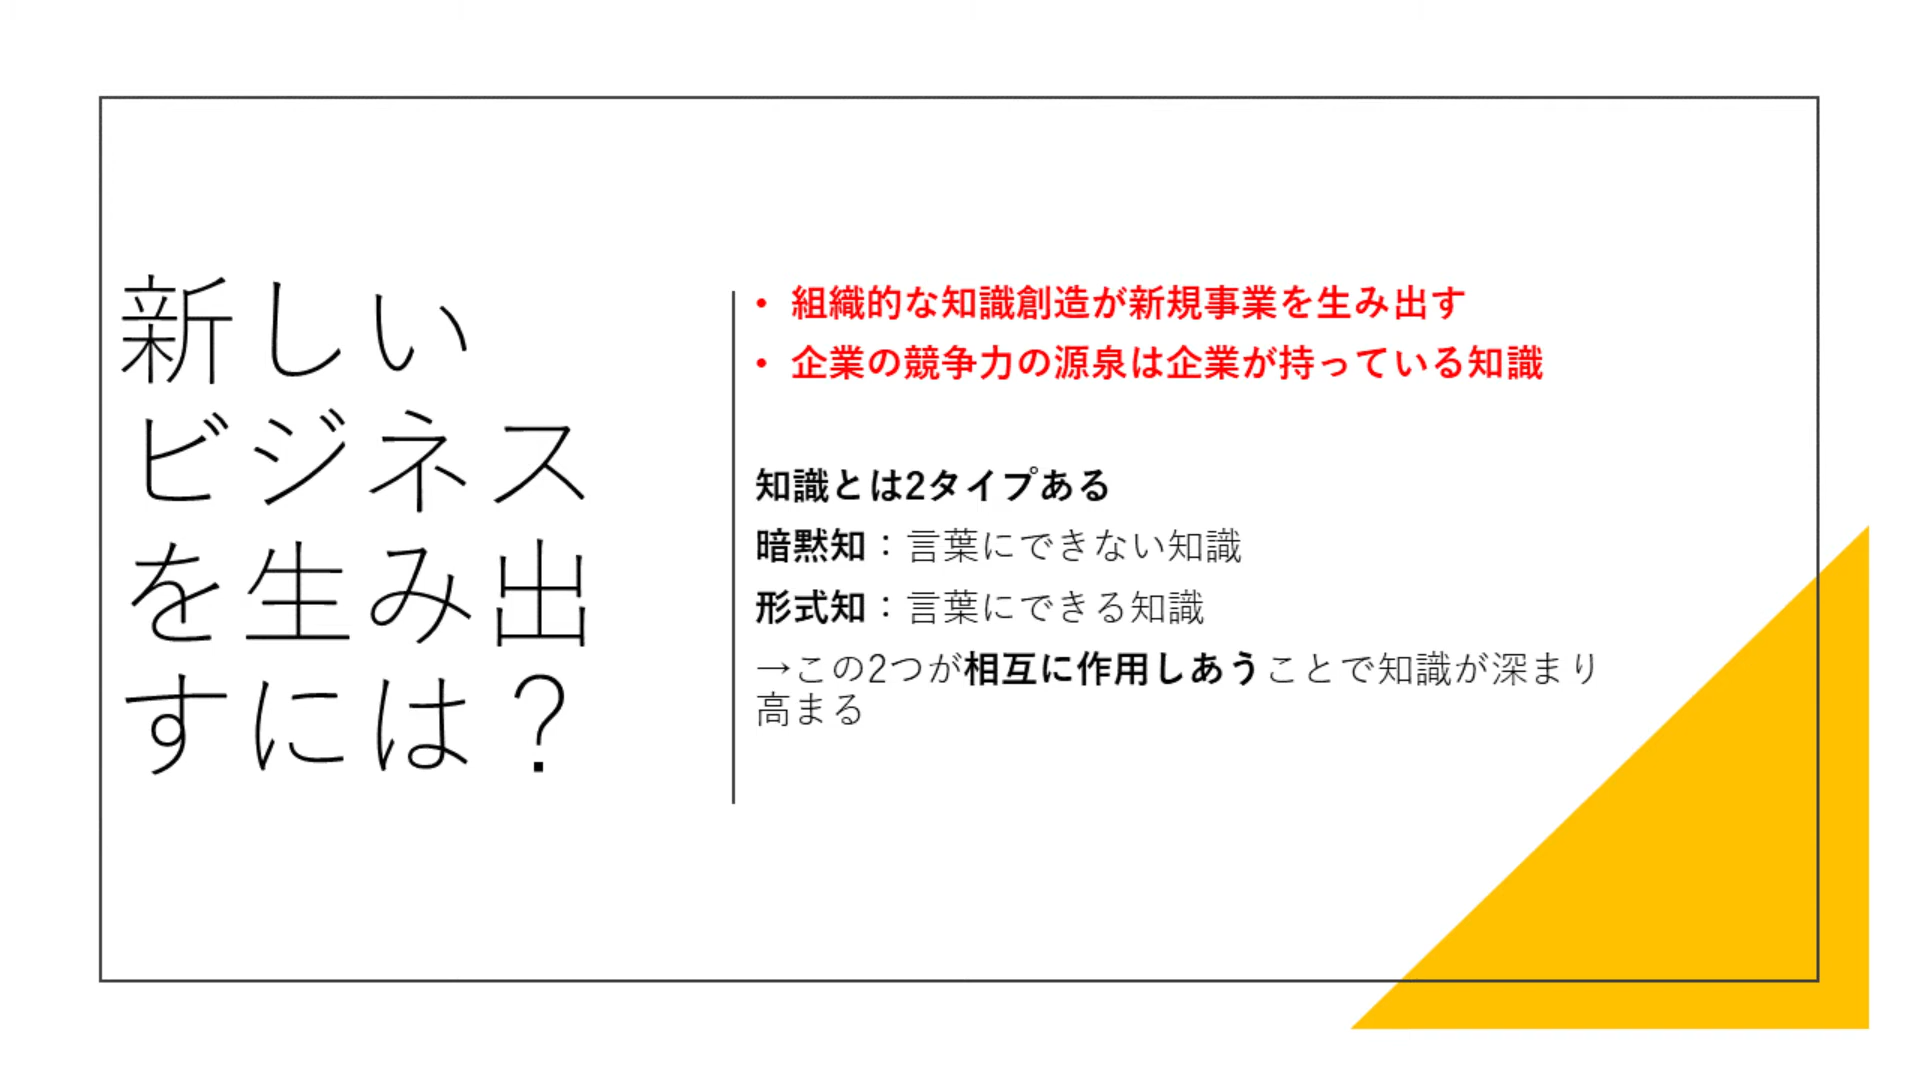 新しい
ビジネス
を生み出
すには？
• 組織的な知識創造が新規事業を生み出す
• 企業の競争力の源泉は企業が持っている知識
知識とは2タイプある
暗黙知：言葉にできない知識
形式知：言葉にできる知識
→この2つが相互に作用しあうことで知識が深まり
高まる